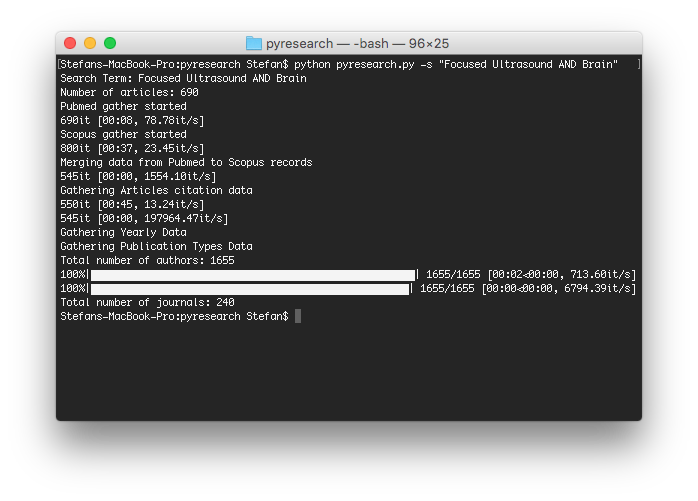 pyresearch — -bash — 96×25
[Stefans-MacBook-Pro:pyresearch Stefan$ python pyresearch.py -s "Focused Ultrasound AND Brain" ]
Search Term: Focused Ultrasound AND Brain
Number of articles: 690
Pubmed gather started
690it [00:08, 78.78it/s]
Scopus gather started
800it [00:37, 23.45it/s]
Merging data from Pubmed to Scopus records
545it [00:00, 1554.10it/s]
Gathering Articles citation data
550it [00:45, 13.24it/s]
545it [00:00, 197964.47it/s]
Gathering Yearly Data
Gathering Publication Types Data
Total number of authors: 1655
100%| | 1655/1655 [00:02<00:00, 713.60it/s]
100%| | 1655/1655 [00:00<00:00, 6794.39it/s]
Total number of journals: 240
Stefans-MacBook-Pro:pyresearch Stefan$